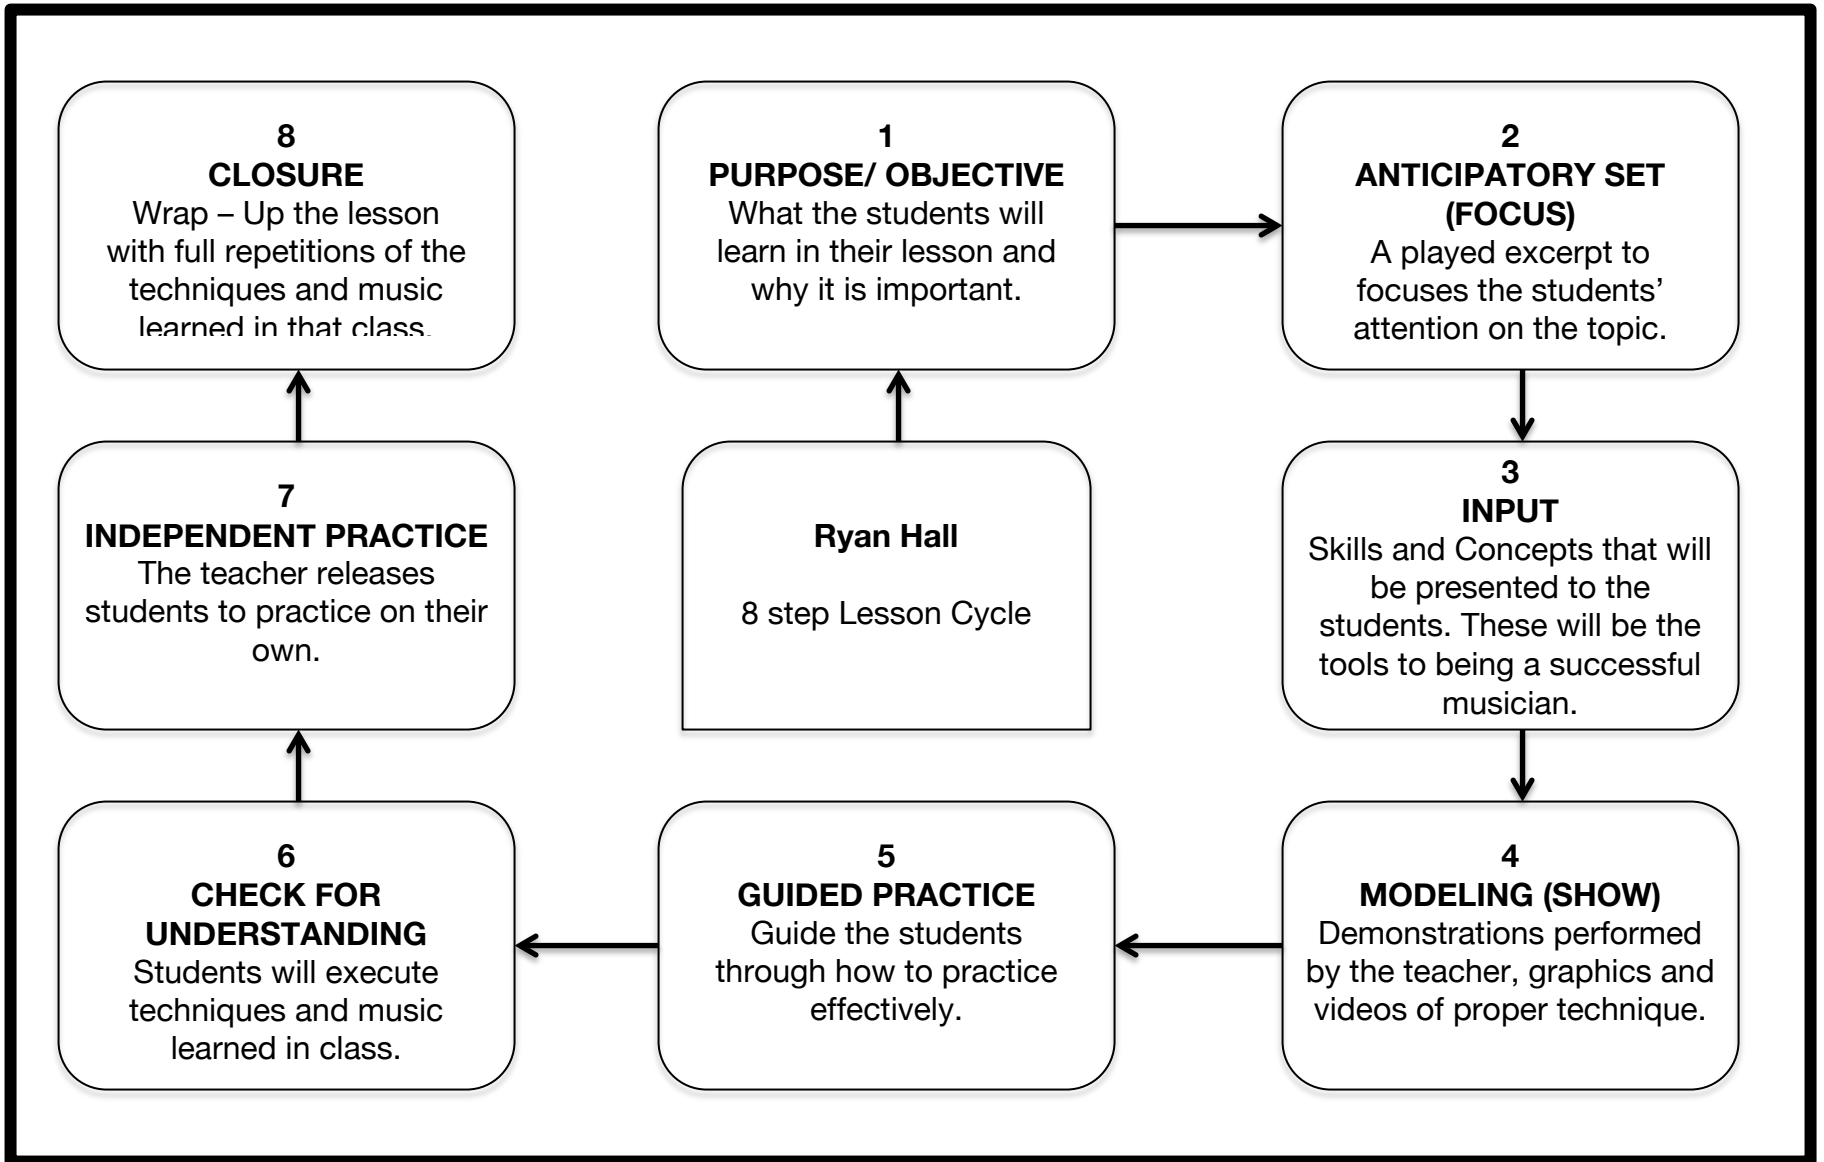 8
CLOSURE
Wrap – Up the lesson
with full repetitions of the
techniques and music
learned in that class.
1
PURPOSE/ OBJECTIVE
What the students will
learn in their lesson and
why it is important.
2
ANTICIPATORY SET
(FOCUS)
A played excerpt to
focuses the students’
attention on the topic.
7
INDEPENDENT PRACTICE
The teacher releases
students to practice on their
own.
Ryan Hall
8 step Lesson Cycle
3
INPUT
Skills and Concepts that will
be presented to the
students. These will be the
tools to being a successful
musician.
6
CHECK FOR
UNDERSTANDING
Students will execute
techniques and music
learned in class.
5
GUIDED PRACTICE
Guide the students
through how to practice
effectively.
4
MODELING (SHOW)
Demonstrations performed
by the teacher, graphics and
videos of proper technique.